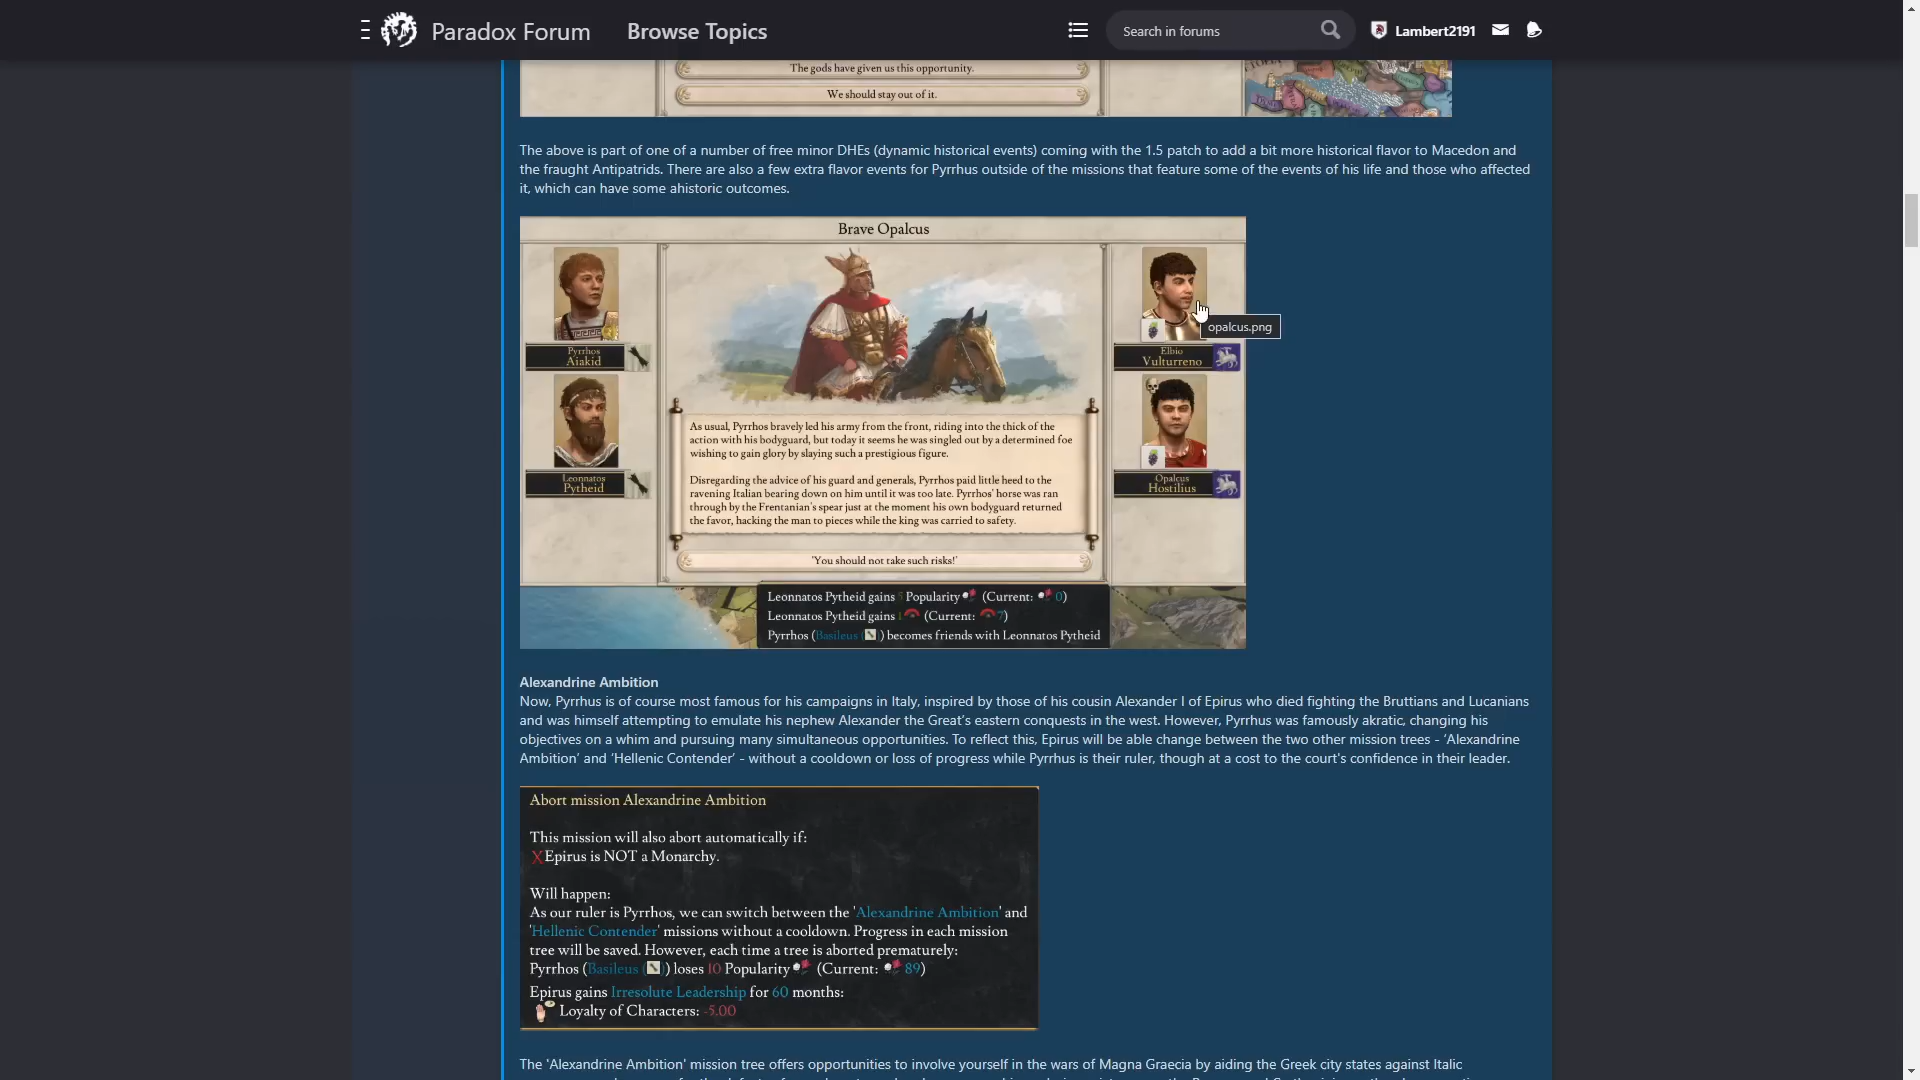 Paradox Forum
Browse Topics
Search in forums
Lambert2191
The gods have given us this opportunity.
We should stay out of it.
The above is part of one of a number of free minor DHEs (dynamic historical events) coming with the 1.5 patch to add a bit more historical flavor to Macedon and
the fraught Antipatrids. There are also a few extra flavor events for Pyrrhus outside of the missions that feature some of the events of his life and those who affected
it, which can have some ahistoric outcomes.
Brave Opalcus
Pyrrhos
Aiakid
Leonnatos
Pytheid
Elbio
Vulturreno
opalcus.png
Opalcus
Hostilius
As usual, Pyrrhos bravely led his army from the front, riding into the thick of the
action with his bodyguard, but today it seems he was singled out by a determined foe
wishing to gain glory by slaying such a prestigious figure.
Disregarding the advice of his guard and generals, Pyrrhos paid little heed to the
ravening Italian bearing down on him until it was too late. Pyrrhos' horse was ran
through by the Frentanian's spear just at the moment his own bodyguard returned
the favor, hacking the man to pieces while the king was carried to safety.
'You should not take such risks!'
Leonnatos Pytheid gains 5 Popularity (Current: 0)
Leonnatos Pytheid gains 1 (Current: 7)
Pyrrhos (Basileus ) becomes friends with Leonnatos Pytheid
Alexandrine Ambition
Now, Pyrrhus is of course most famous for his campaigns in Italy, inspired by those of his cousin Alexander I of Epirus who died fighting the Bruttians and Lucanians
and was himself attempting to emulate his nephew Alexander the Great's eastern conquests in the west. However, Pyrrhus was famously akratic, changing his
objectives on a whim and pursuing many simultaneous opportunities. To reflect this, Epirus will be able change between the two other mission trees - ‘Alexandrine
Ambition’ and ‘Hellenic Contender’ - without a cooldown or loss of progress while Pyrrhus is their ruler, though at a cost to the court's confidence in their leader.
Abort mission Alexandrine Ambition
This mission will also abort automatically if:
X Epirus is NOT a Monarchy.
Will happen:
As our ruler is Pyrrhos, we can switch between the 'Alexandrine Ambition' and
'Hellenic Contender' missions without a cooldown. Progress in each mission
tree will be saved. However, each time a tree is aborted prematurely:
Pyrrhos (Basileus ) loses 10 Popularity (Current: 89)
Epirus gains Irresolute Leadership for 60 months:
Loyalty of Characters: -5.00
The 'Alexandrine Ambition' mission tree offers opportunities to involve yourself in the wars of Magna Graecia by aiding the Greek city states against Italic